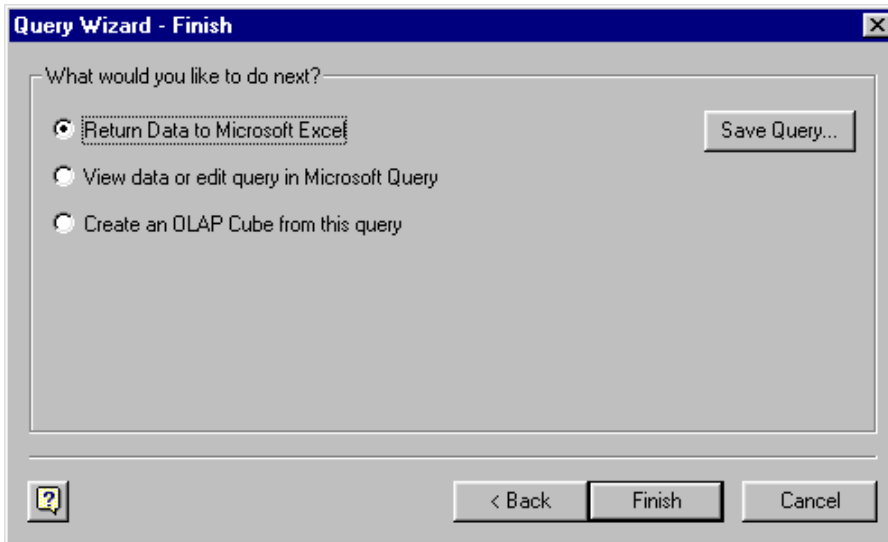 Query Wizard - Finish
What would you like to do next?
Return Data to Microsoft Excel
Save Query...
View data or edit query in Microsoft Query
Create an OLAP Cube from this query
?
< Back
Finish
Cancel